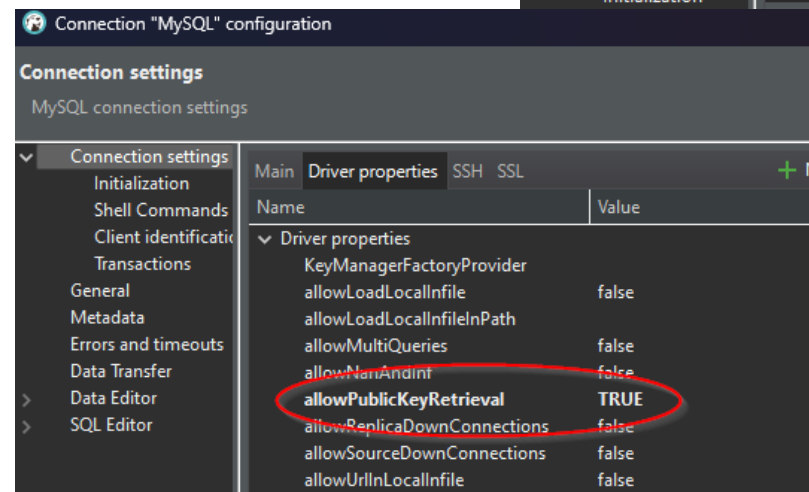 Initialization
Connection "MySQL" configuration
Connection settings
MySQL connection settings
Connection settings
Initialization
Shell Commands
Client identificatic
Transactions
General
Metadata
Errors and timeouts
Data Transfer
Data Editor
SQL Editor
Main Driver properties SSH SSL
Name Value
Driver properties
KeyManagerFactoryProvider
allowLoadLocalInfile false
allowLoadLocalInfileInPath
allowMultiQueries false
allowNanAndInf false
allowPublicKeyRetrieval TRUE
allowReplicaDownConnections false
allowSourceDownConnections false
allowUrlInLocalInfile false